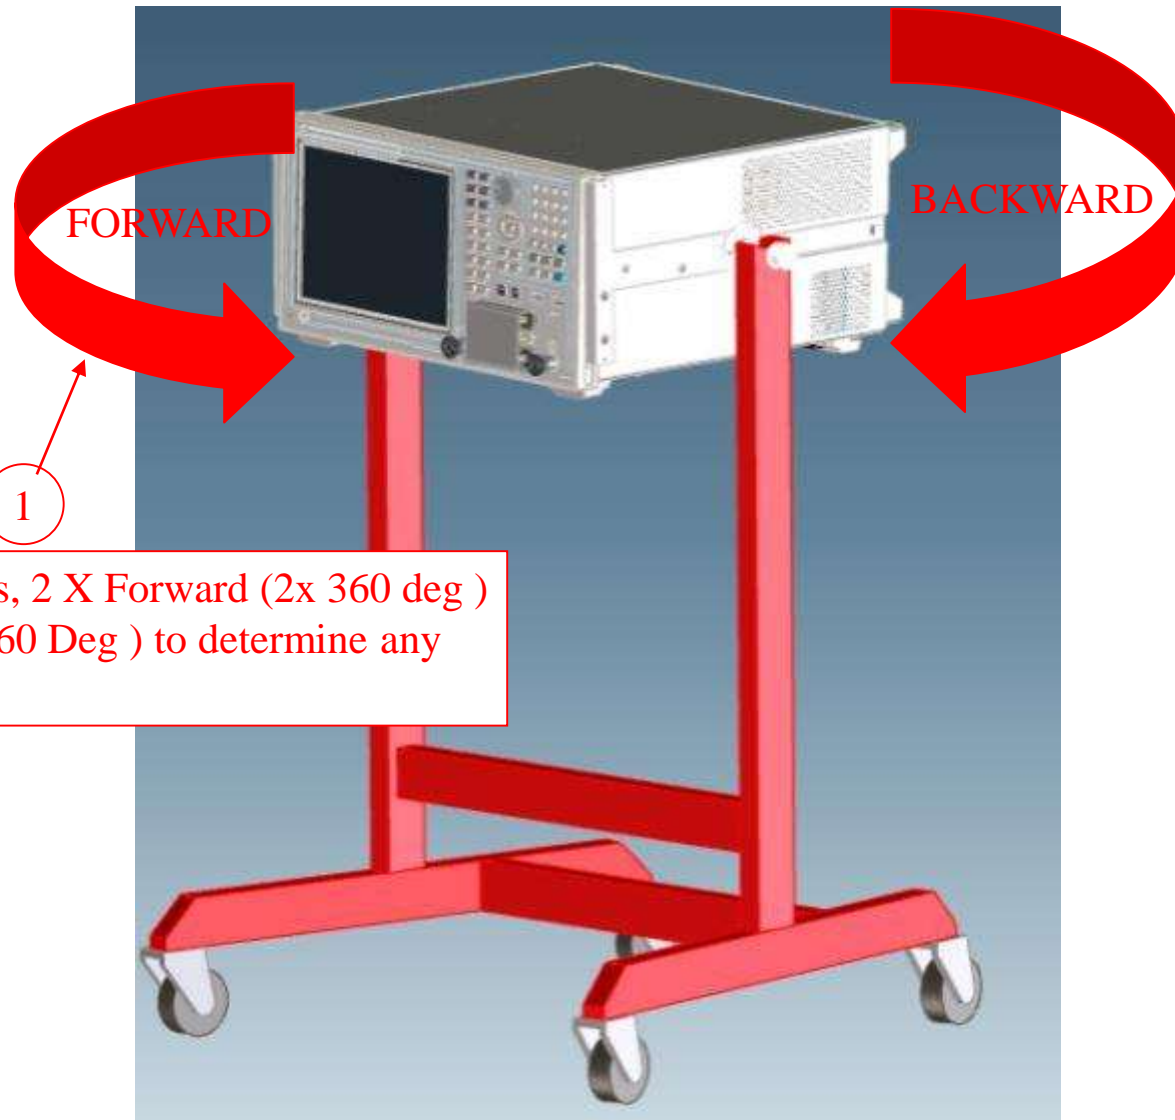 FORWARD
BACKWARD
1
s, 2 X Forward (2x 360 deg )
60 Deg ) to determine any